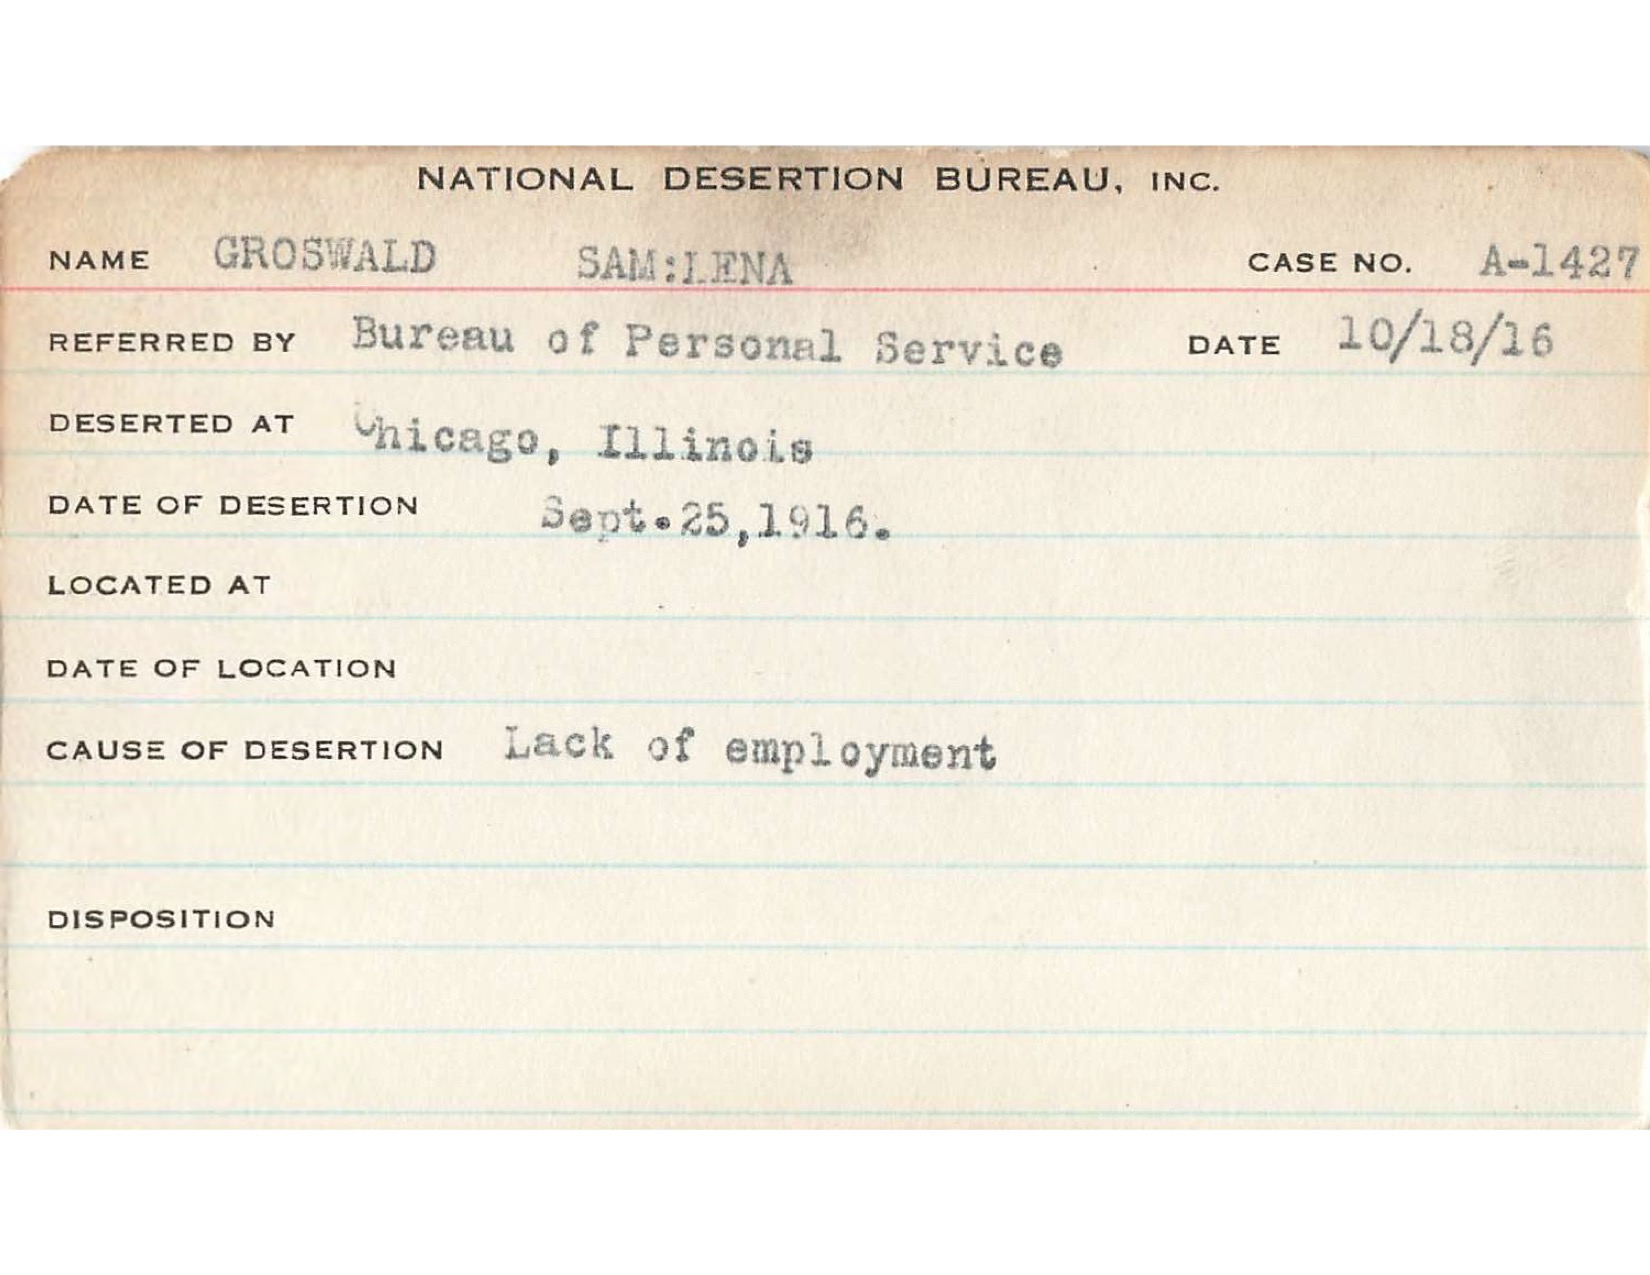 NATIONAL DESERTION BUREAU, INC.
NAME GROSWALD SAM:LENA CASE NO. A-1427
REFERRED BY Bureau of Personal Service DATE 10/18/16
DESERTED AT Chicago, Illinois
DATE OF DESERTION Sept.25,1916.
LOCATED AT
DATE OF LOCATION
CAUSE OF DESERTION Lack of employment
DISPOSITION